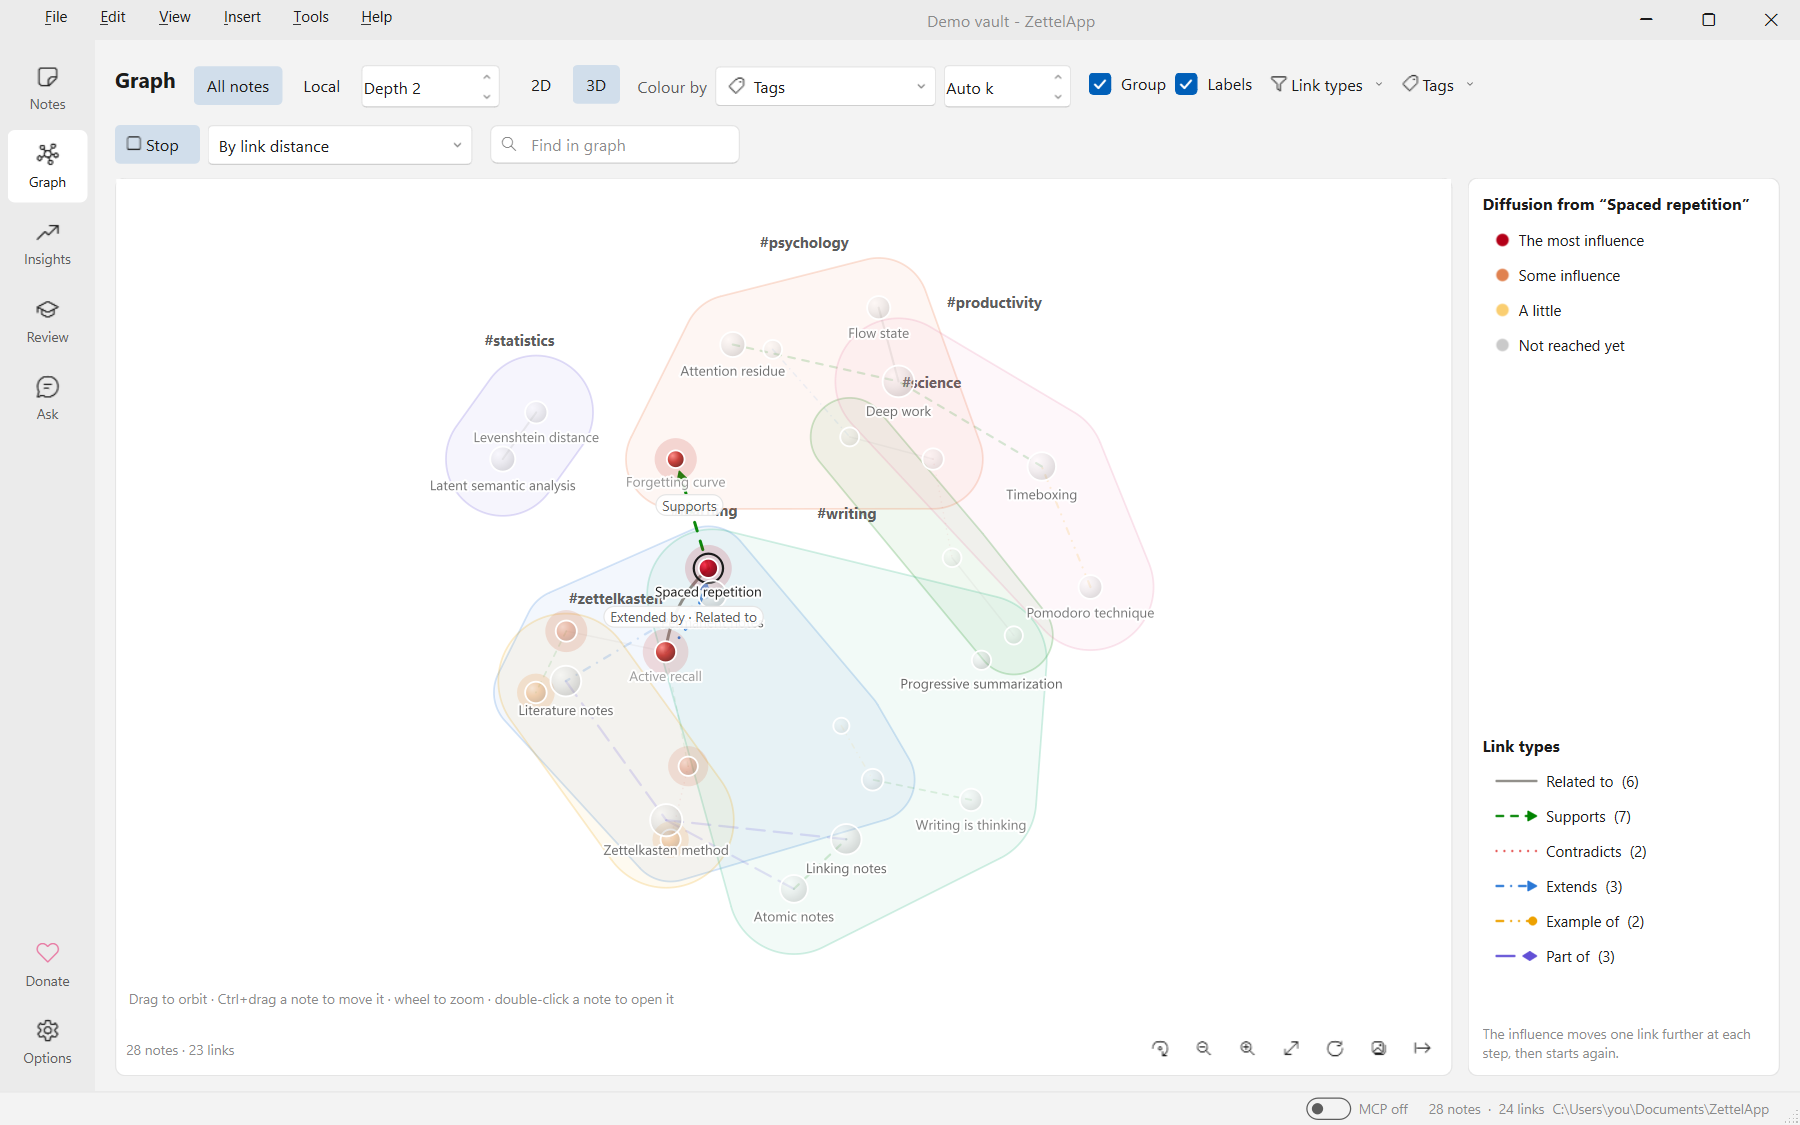 File Edit View Insert Tools Help
Demo vault - ZettelApp
Notes
Graph
Insights
Review
Ask
Donate
Options
Graph All notes Local Depth 2 2D 3D Colour by Tags Auto k Group Labels Link types Tags
Stop By link distance Find in graph
#psychology
#productivity
Flow state
#statistics
Attention residue
#science
Deep work
Levenshtein distance
Latent semantic analysis
Forgetting curve
Timeboxing
Supports
#writing
Spaced repetition
#zettelkasten
Extended by · Related to
Pomodoro technique
Active recall
Progressive summarization
Literature notes
Writing is thinking
Zettelkasten method
Linking notes
Atomic notes
Drag to orbit · Ctrl+drag a note to move it · wheel to zoom · double-click a note to open it
28 notes · 23 links
Diffusion from “Spaced repetition”
The most influence
Some influence
A little
Not reached yet
Link types
Related to (6)
Supports (7)
Contradicts (2)
Extends (3)
Example of (2)
Part of (3)
The influence moves one link further at each
step, then starts again.
MCP off 28 notes · 24 links C:\Users\you\Documents\ZettelApp